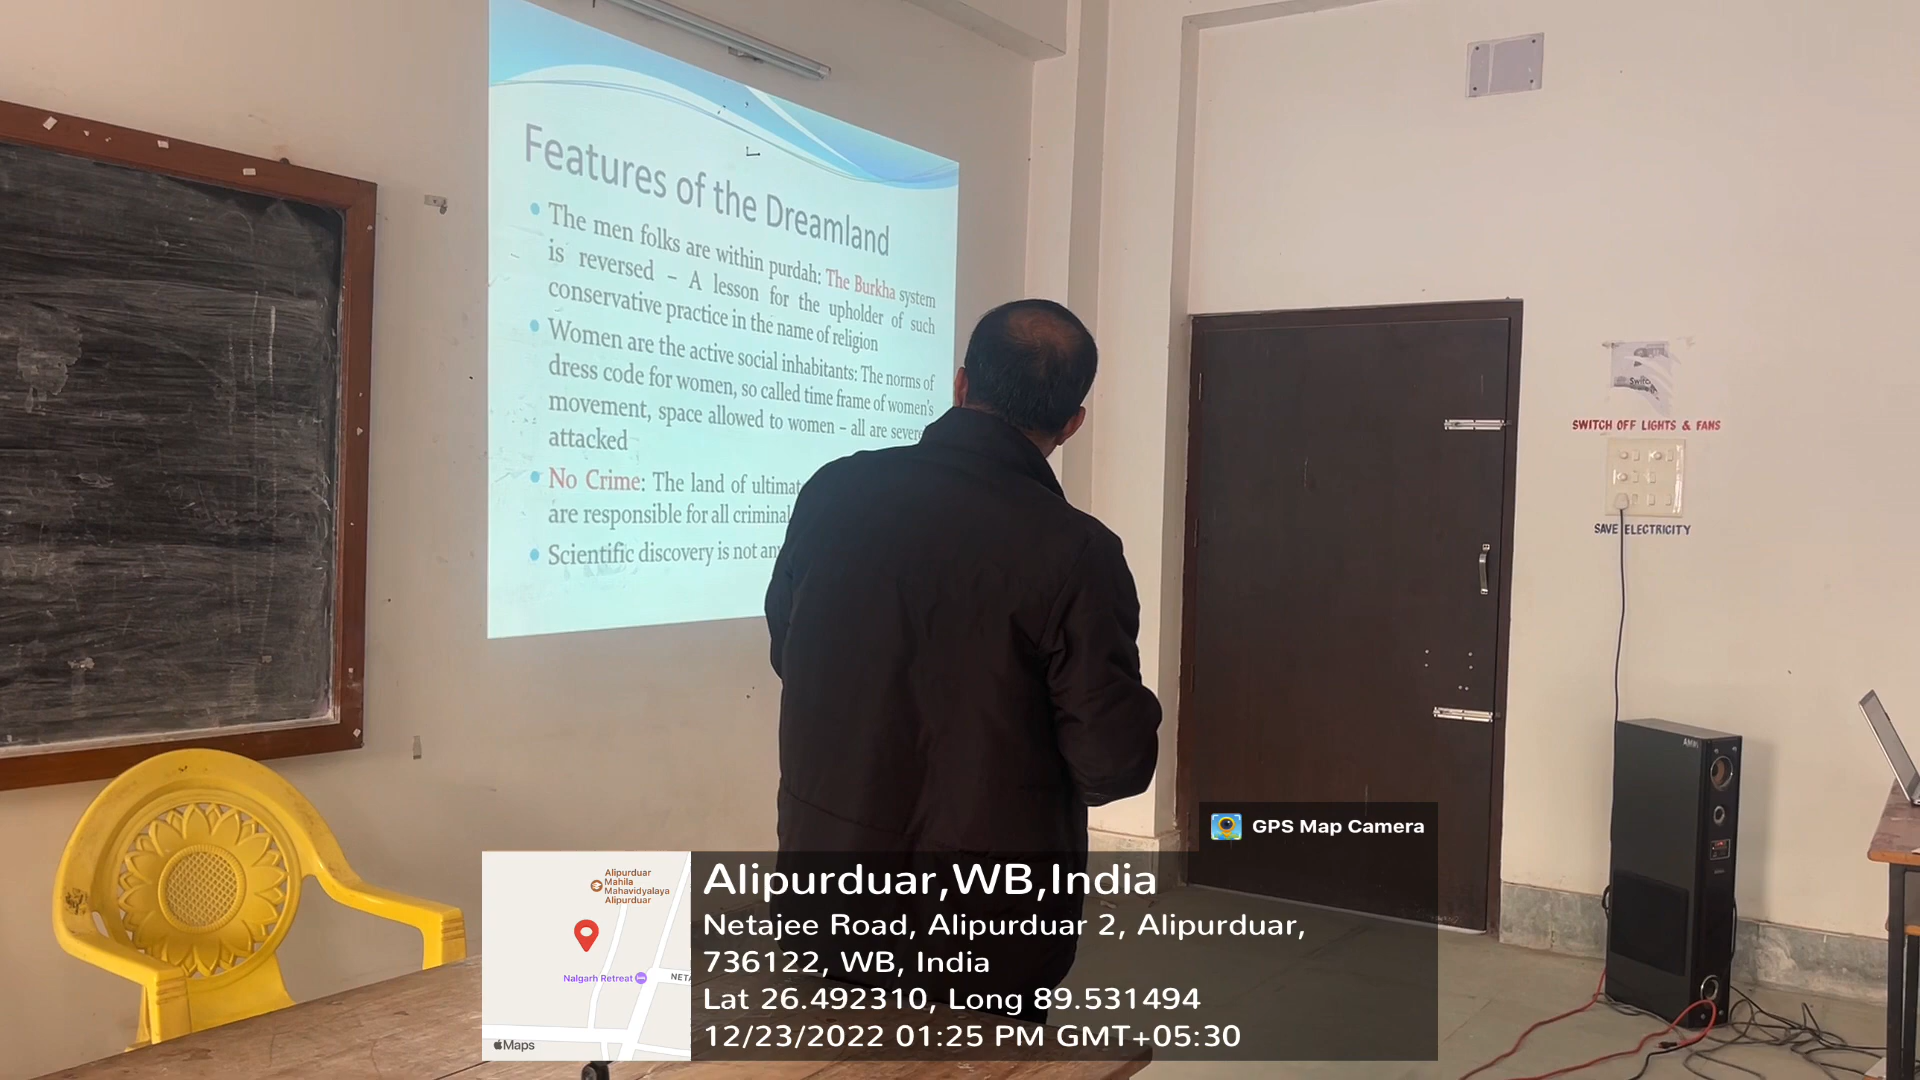 Features of the Dreamland
The men folks are within purdah: The Burkha system
is reversed – A lesson for the upholder of such
conservative practice in the name of religion
Women are the active social inhabitants: The norms of
dress code for women, so called time frame of women's
movement, space allowed to women – all are
attacked
No Crime: The land of
are responsible for all
Scientific discovery is not
SWITCH OFF LIGHTS & FANS
SAVE ELECTRICITY
GPS Map Camera
Alipurduar
Mahila
Mahavidyalaya
Alipurduar
Nalgarh Retreat
Maps
Alipurduar,WB,India
Netajee Road, Alipurduar 2, Alipurduar,
736122, WB, India
Lat 26.492310, Long 89.531494
12/23/2022 01:25 PM GMT+05:30